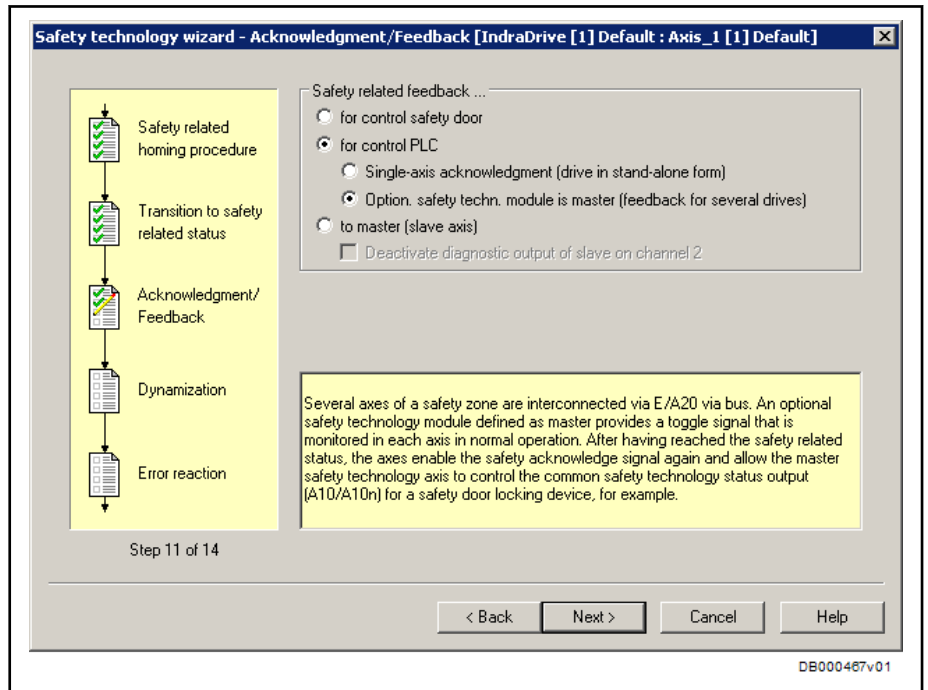 Safety technology wizard - Acknowledgment/Feedback [IndraDrive [1] Default : Axis_1 [1] Default]
Safety related
homing procedure
Transition to safety
related status
Acknowledgment/
Feedback
Dynamization
Error reaction
Step 11 of 14
Safety related feedback ...
for control safety door
for control PLC
Single-axis acknowledgment (drive in stand-alone form)
Option. safety techn. module is master (feedback for several drives)
to master (slave axis)
Deactivate diagnostic output of slave on channel 2
Several axes of a safety zone are interconnected via E/A20 via bus. An optional
safety technology module defined as master provides a toggle signal that is
monitored in each axis in normal operation. After having reached the safety related
status, the axes enable the safety acknowledge signal again and allow the master
safety technology axis to control the common safety technology status output
(A10/A10n) for a safety door locking device, for example.
< Back
Next >
Cancel
Help
DB000467v01